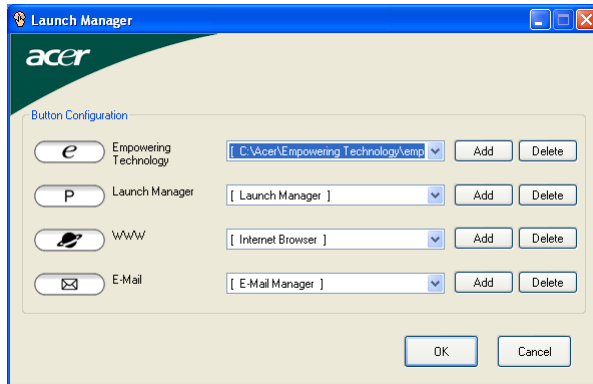 Launch Manager
acer
Button Configuration
e Empowering Technology [ C:\Acer\Empowering Technology\emp Add Delete
P Launch Manager [ Launch Manager ] Add Delete
WWW [ Internet Browser ] Add Delete
E-Mail [ E-Mail Manager ] Add Delete
OK Cancel